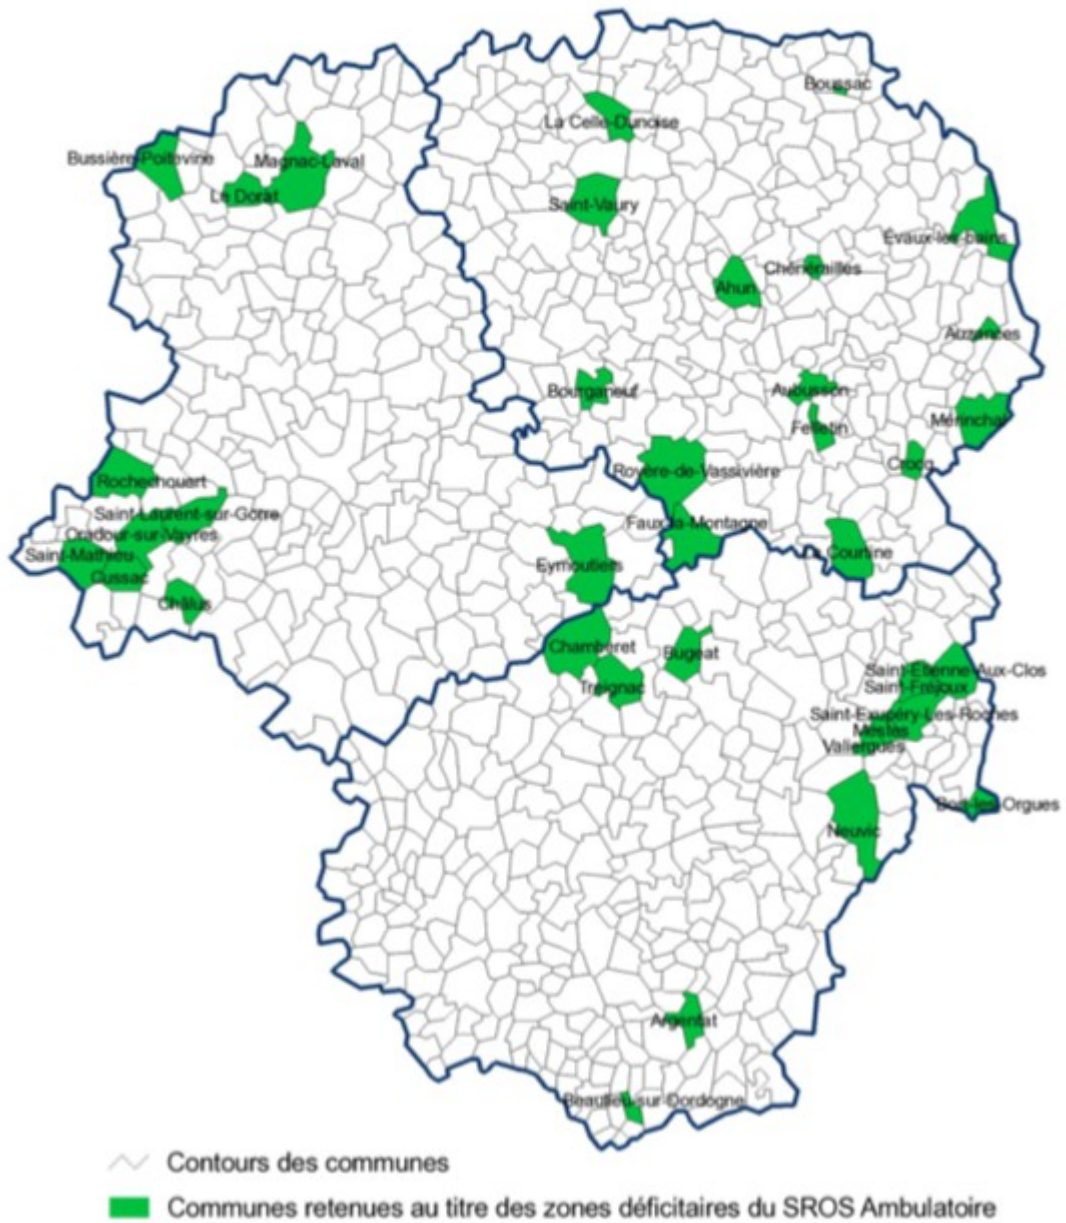 Boussac
La Celle-Dunoise
Bussière-Poitevine
Magnac-Laval
Le Dorat
Saint-Vaury
Évaux-les-bains
Chénérailles
Ahun
Auzances
Bourganeuf
Aubusson
Mérinchal
Felletin
Crocq
Royère-de-Vassivière
Rochechouart
Saint-Laurent-sur-Gorre
Faux-la-Montagne
Oradour-sur-Vayres
Saint-Mathieu
La Courtine
Eymoutiers
Cussac
Châlus
Chamberet
Bugeat
Saint-Etienne-Aux-Clos
Treignac
Saint-Fréjoux
Saint-Exupéry-Les-Roches
Mestes
Valiergues
Bort-les-Orgues
Neuvic
Argentat
Beaulieu-sur-Dordogne
Contours des communes
Communes retenues au titre des zones déficitaires du SROS Ambulatoire